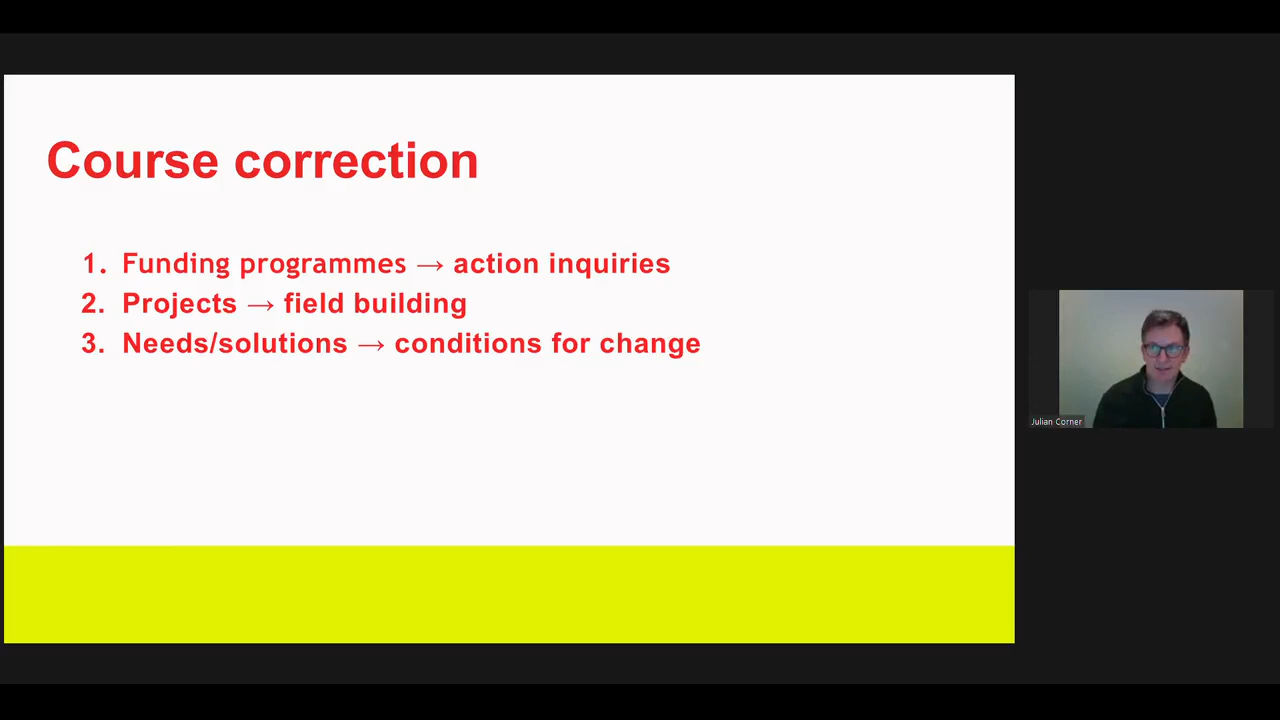 Course correction
1. Funding programmes → action inquiries
2. Projects → field building
3. Needs/solutions → conditions for change
Julian Corner